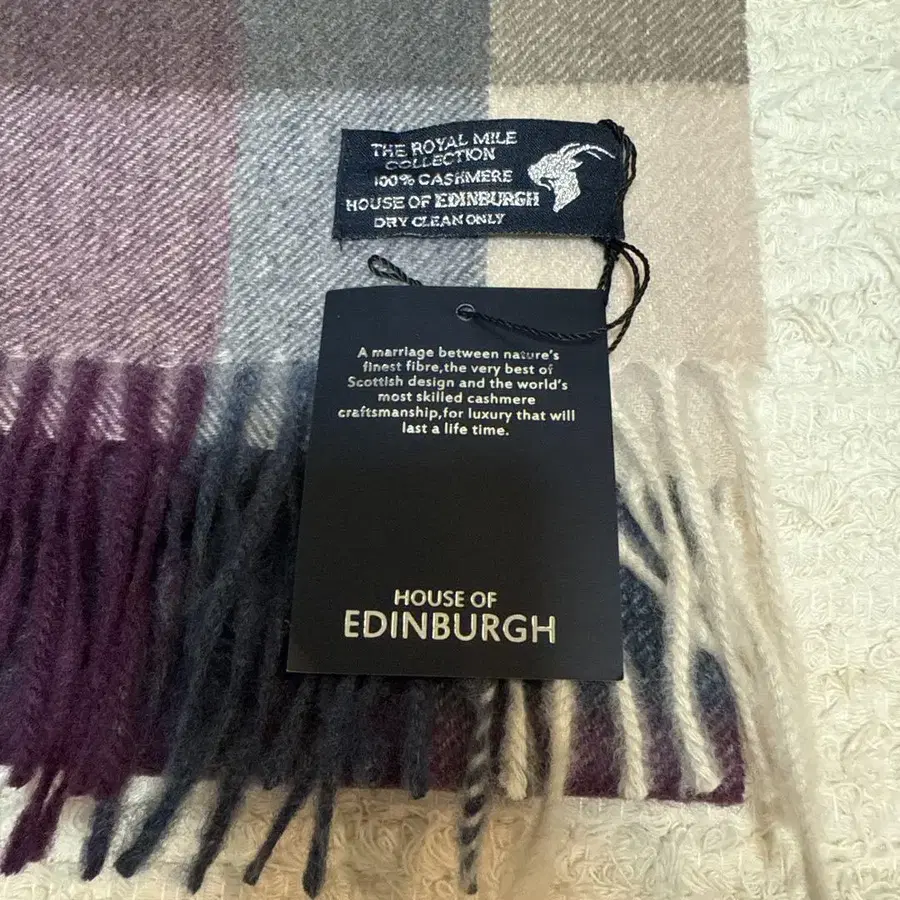 THE ROYAL MILE
COLLECTION
100% CASHMERE
HOUSE OF EDINBURGH
DRY CLEAN ONLY
A marriage between nature's
finest fibre,the very best of
Scottish design and the world's
most skilled cashmere
craftsmanship,for luxury that will
last a life time.
HOUSE OF
EDINBURGH